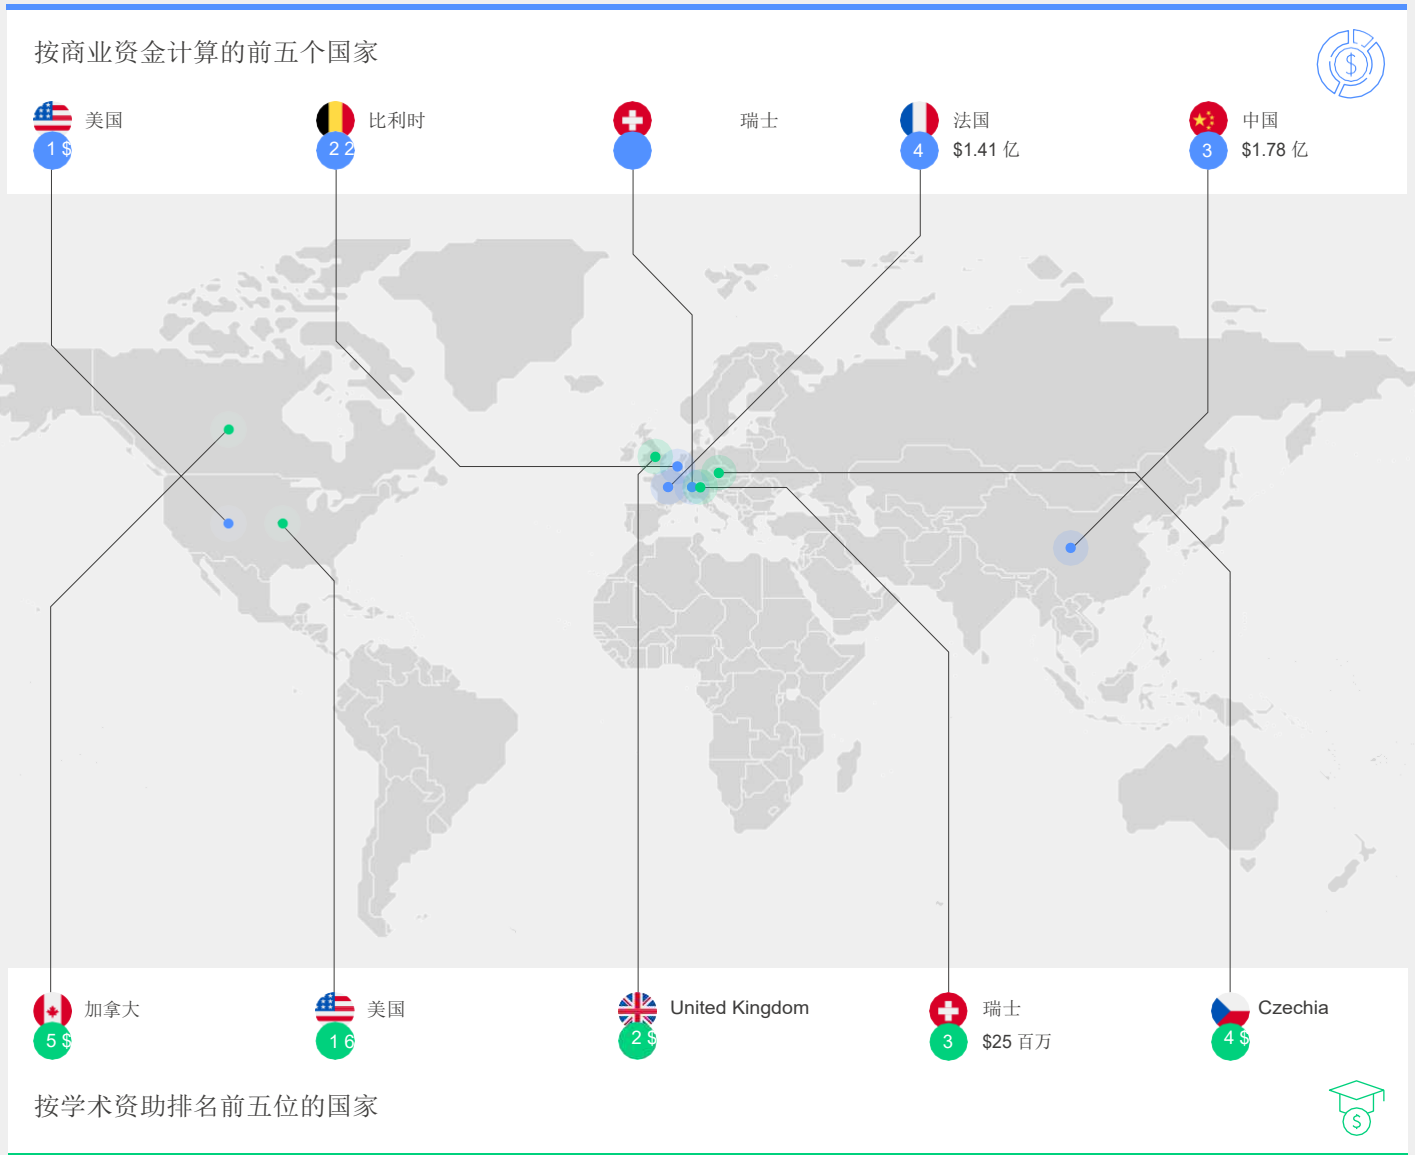 按商业资金计算的前五个国家
美国
1 $
比利时
2 2
瑞士
法国
4 $1.41 亿
中国
3 $1.78 亿
加拿大
5 $
美国
1 6
United Kingdom
2 $
瑞士
3 $25 百万
Czechia
4 $
按学术资助排名前五位的国家